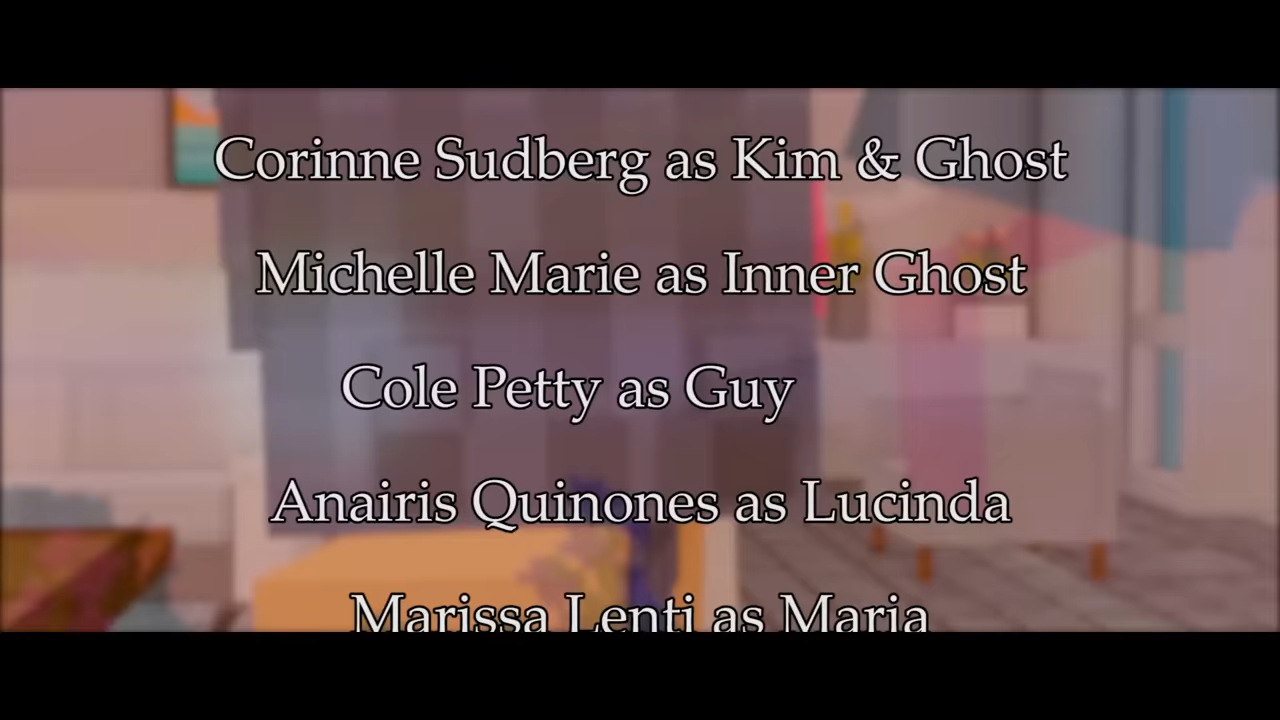 Corinne Sudberg as Kim & Ghost
Michelle Marie as Inner Ghost
Cole Petty as Guy
Anairis Quinones as Lucinda
Marissa Lenti as Maria